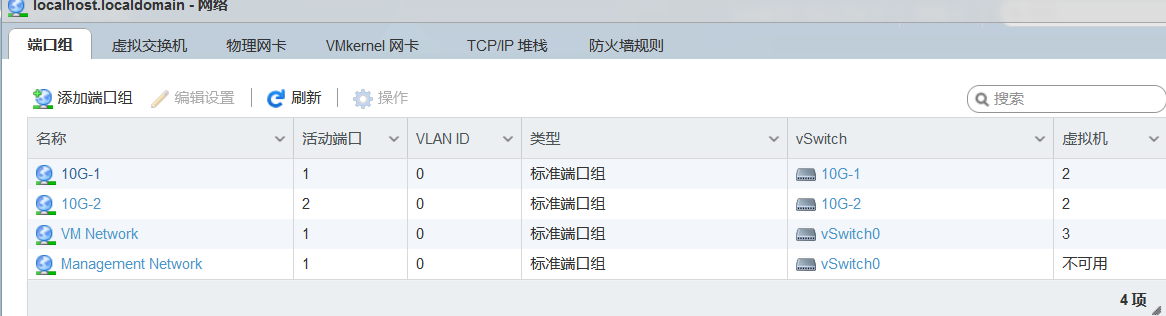 localhost.localdomain - 网络
端口组 虚拟交换机 物理网卡 VMkernel 网卡 TCP/IP 堆栈 防火墙规则
添加端口组 编辑设置 刷新 操作 搜索
名称 活动端口 VLAN ID 类型 vSwitch 虚拟机
10G-1 1 0 标准端口组 10G-1 2
10G-2 2 0 标准端口组 10G-2 2
VM Network 1 0 标准端口组 vSwitch0 3
Management Network 1 0 标准端口组 vSwitch0 不可用
4 项